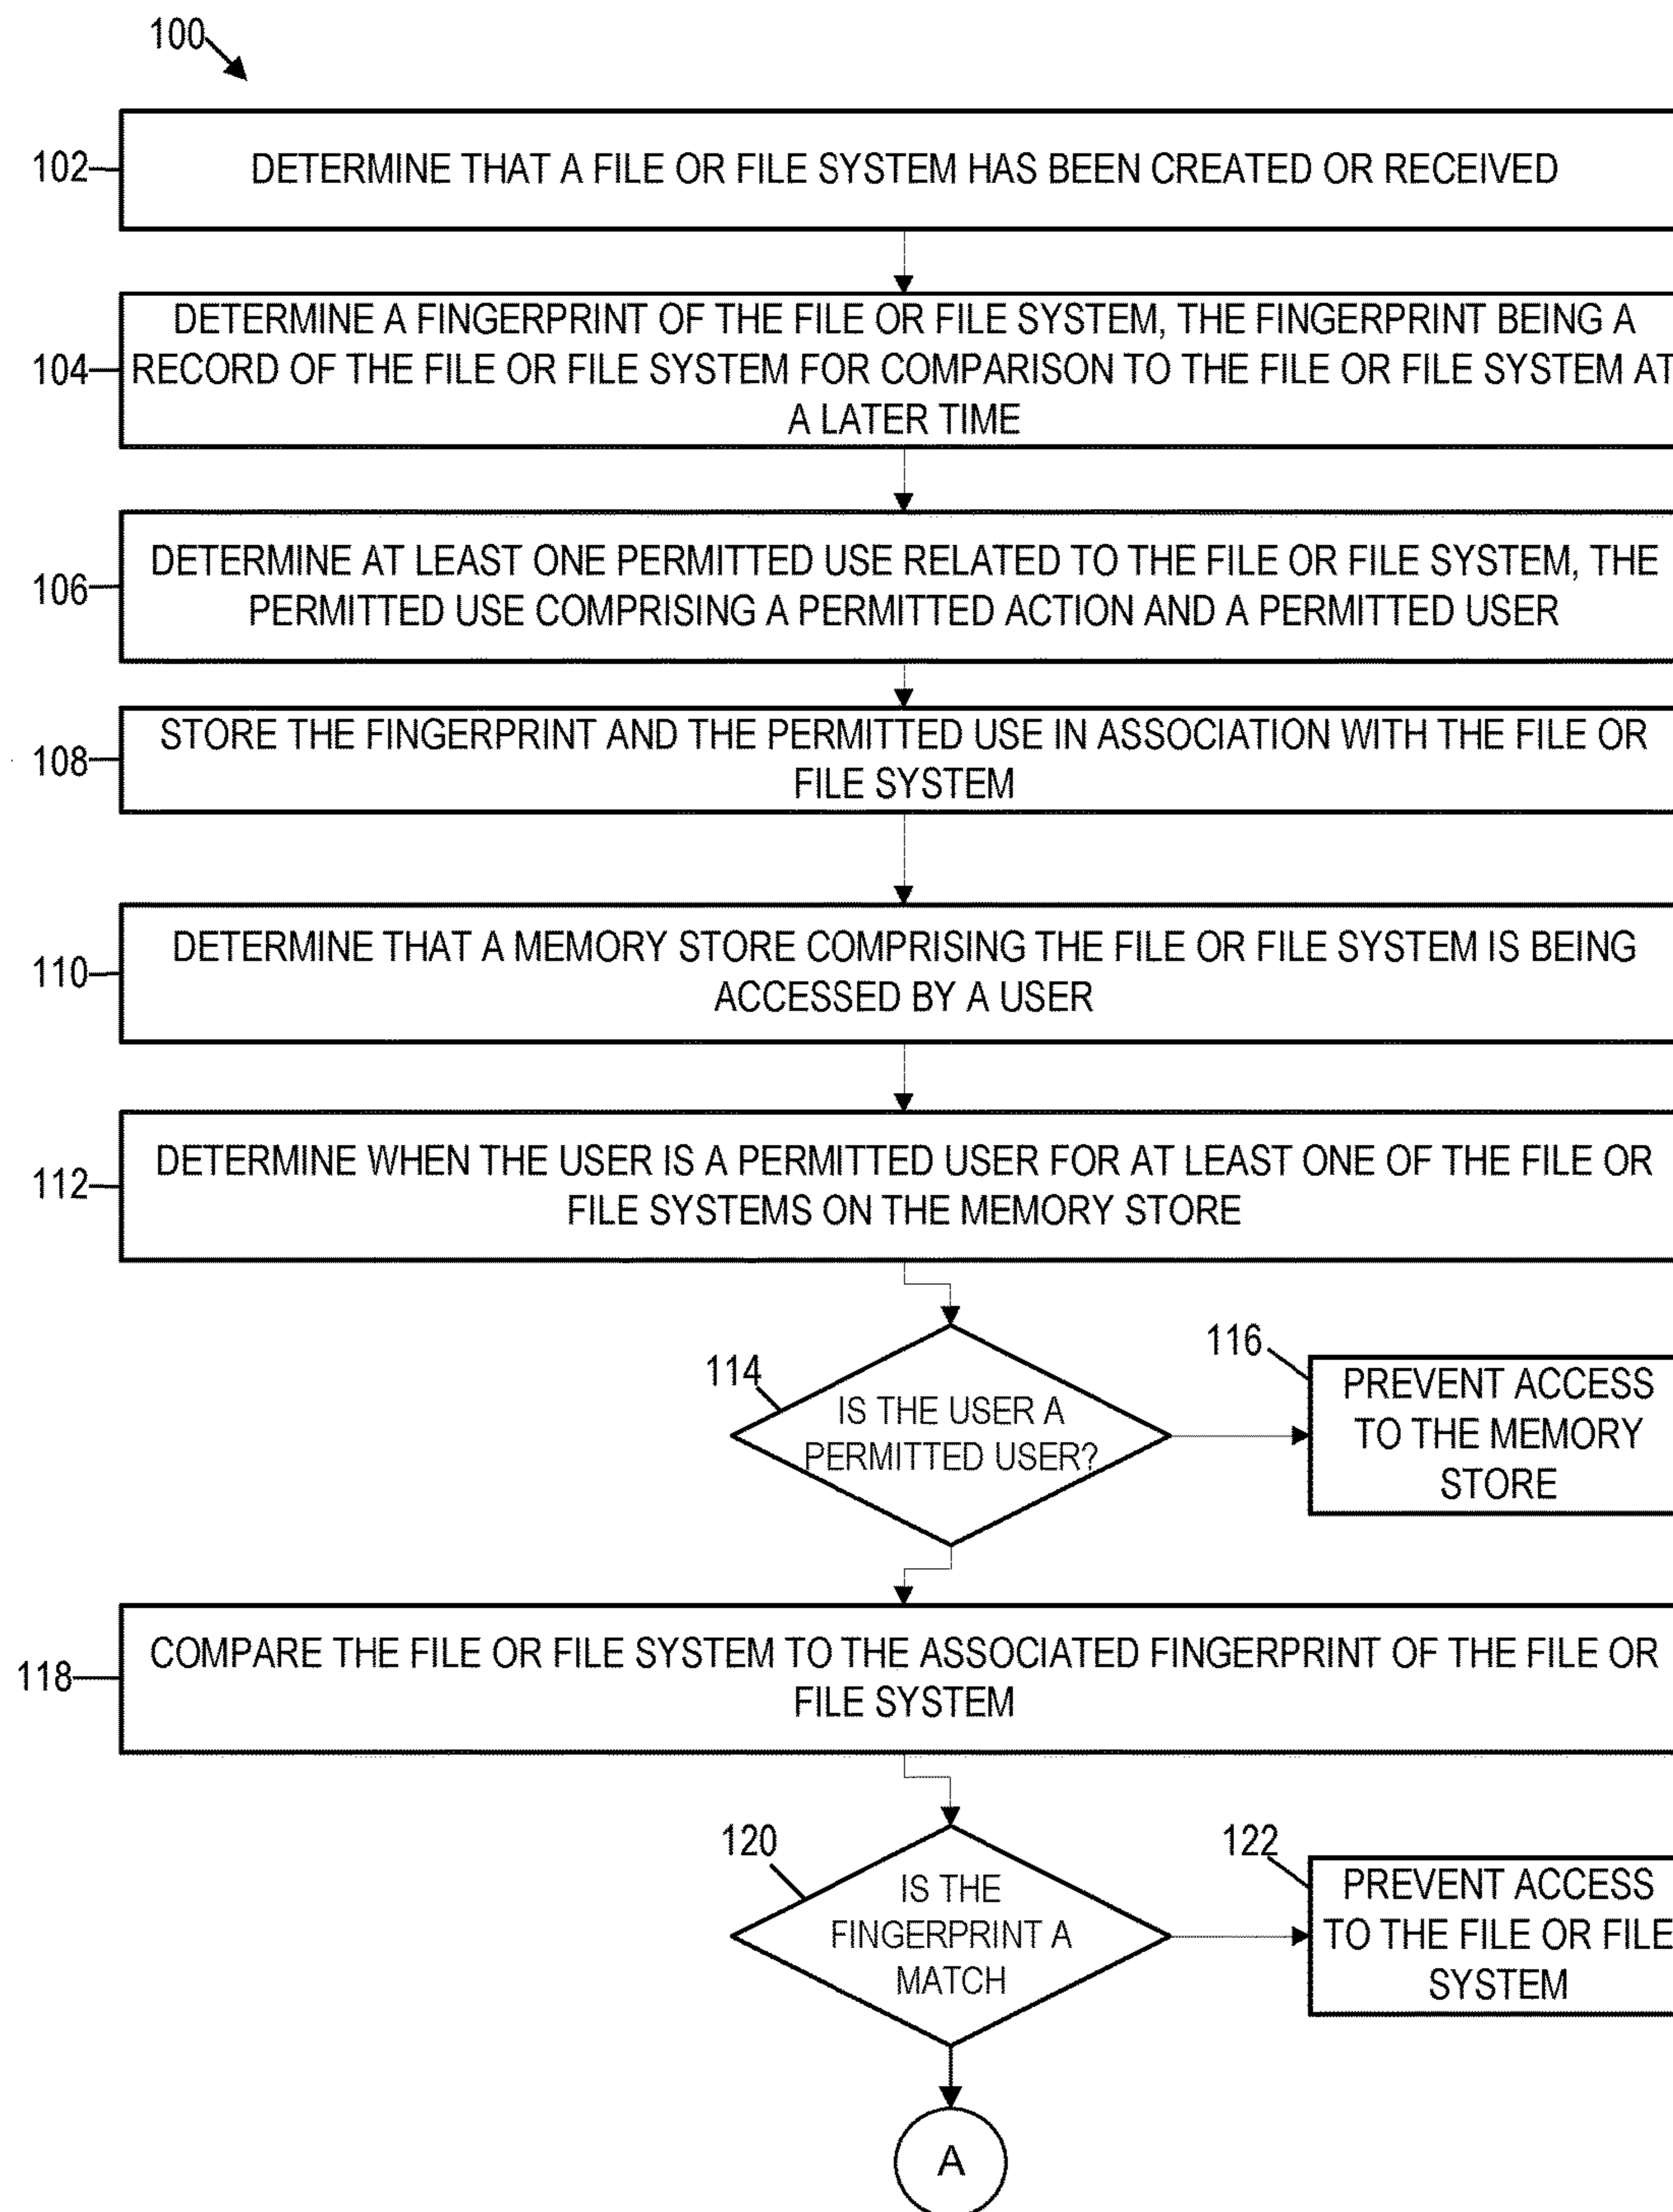 100
102
DETERMINE THAT A FILE OR FILE SYSTEM HAS BEEN CREATED OR RECEIVED
104
DETERMINE A FINGERPRINT OF THE FILE OR FILE SYSTEM, THE FINGERPRINT BEING A
RECORD OF THE FILE OR FILE SYSTEM FOR COMPARISON TO THE FILE OR FILE SYSTEM AT
A LATER TIME
106
DETERMINE AT LEAST ONE PERMITTED USE RELATED TO THE FILE OR FILE SYSTEM, THE
PERMITTED USE COMPRISING A PERMITTED ACTION AND A PERMITTED USER
108
STORE THE FINGERPRINT AND THE PERMITTED USE IN ASSOCIATION WITH THE FILE OR
FILE SYSTEM
110
DETERMINE THAT A MEMORY STORE COMPRISING THE FILE OR FILE SYSTEM IS BEING
ACCESSED BY A USER
112
DETERMINE WHEN THE USER IS A PERMITTED USER FOR AT LEAST ONE OF THE FILE OR
FILE SYSTEMS ON THE MEMORY STORE
114
IS THE USER A
PERMITTED USER?
116
PREVENT ACCESS
TO THE MEMORY
STORE
118
COMPARE THE FILE OR FILE SYSTEM TO THE ASSOCIATED FINGERPRINT OF THE FILE OR
FILE SYSTEM
120
IS THE
FINGERPRINT A
MATCH
122
PREVENT ACCESS
TO THE FILE OR FILE
SYSTEM
A